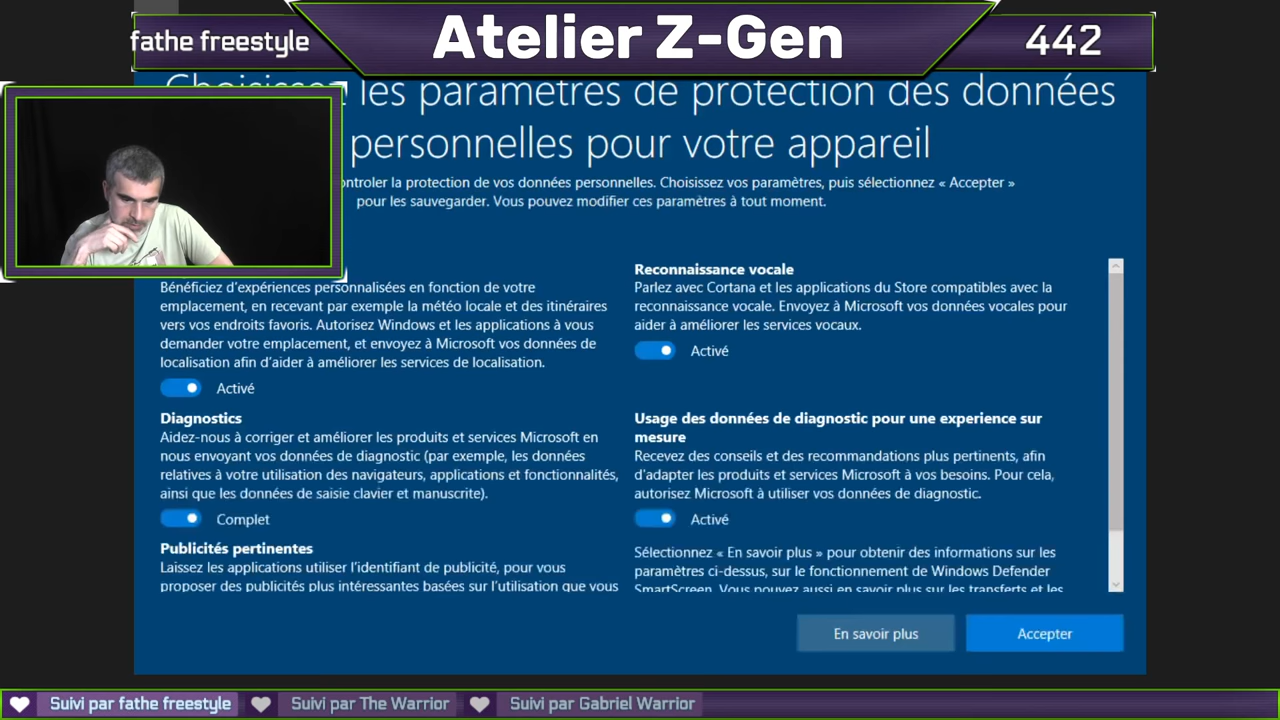 fathe freestyle
Atelier Z-Gen
442
les paramètres de protection des données
personnelles pour votre appareil
ontroler la protection de vos données personnelles. Choisissez vos paramètres, puis sélectionnez « Accepter »
pour les sauvegarder. Vous pouvez modifier ces paramètres à tout moment.
Bénéficiez d'expériences personnalisées en fonction de votre
emplacement, en recevant par exemple la météo locale et des itinéraires
vers vos endroits favoris. Autorisez Windows et les applications à vous
demander votre emplacement, et envoyez à Microsoft vos données de
localisation afin d'aider à améliorer les services de localisation.
Activé
Reconnaissance vocale
Parlez avec Cortana et les applications du Store compatibles avec la
reconnaissance vocale. Envoyez à Microsoft vos données vocales pour
aider à améliorer les services vocaux.
Activé
Diagnostics
Aidez-nous à corriger et améliorer les produits et services Microsoft en
nous envoyant vos données de diagnostic (par exemple, les données
relatives à votre utilisation des navigateurs, applications et fonctionnalités,
ainsi que les données de saisie clavier et manuscrite).
Complet
Usage des données de diagnostic pour une experience sur
mesure
Recevez des conseils et des recommandations plus pertinents, afin
d'adapter les produits et services Microsoft à vos besoins. Pour cela,
autorisez Microsoft à utiliser vos données de diagnostic.
Activé
Publicités pertinentes
Laissez les applications utiliser l'identifiant de publicité, pour vous
proposer des publicités plus intéressantes basées sur l'utilisation que vous
Sélectionnez « En savoir plus » pour obtenir des informations sur les
paramètres ci-dessus, sur le fonctionnement de Windows Defender
SmartScreen. Vous pouvez aussi en savoir plus sur les transferts et les
En savoir plus
Accepter
Suivi par fathe freestyle
Suivi par The Warrior
Suivi par Gabriel Warrior